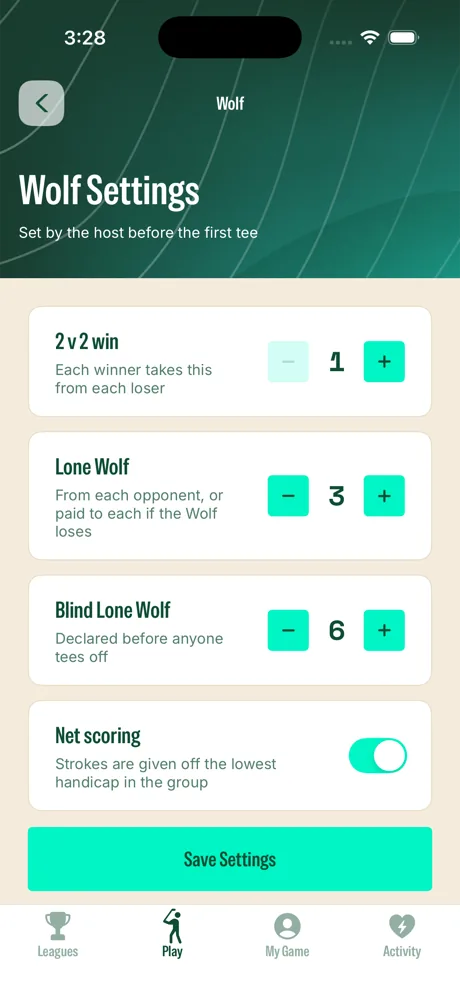 3:28
Wolf
Wolf Settings
Set by the host before the first tee
2 v 2 win
Each winner takes this
from each loser
− 1 +
Lone Wolf
From each opponent, or
paid to each if the Wolf
loses
− 3 +
Blind Lone Wolf
Declared before anyone
tees off
− 6 +
Net scoring
Strokes are given off the lowest
handicap in the group
Save Settings
Leagues
Play
My Game
Activity